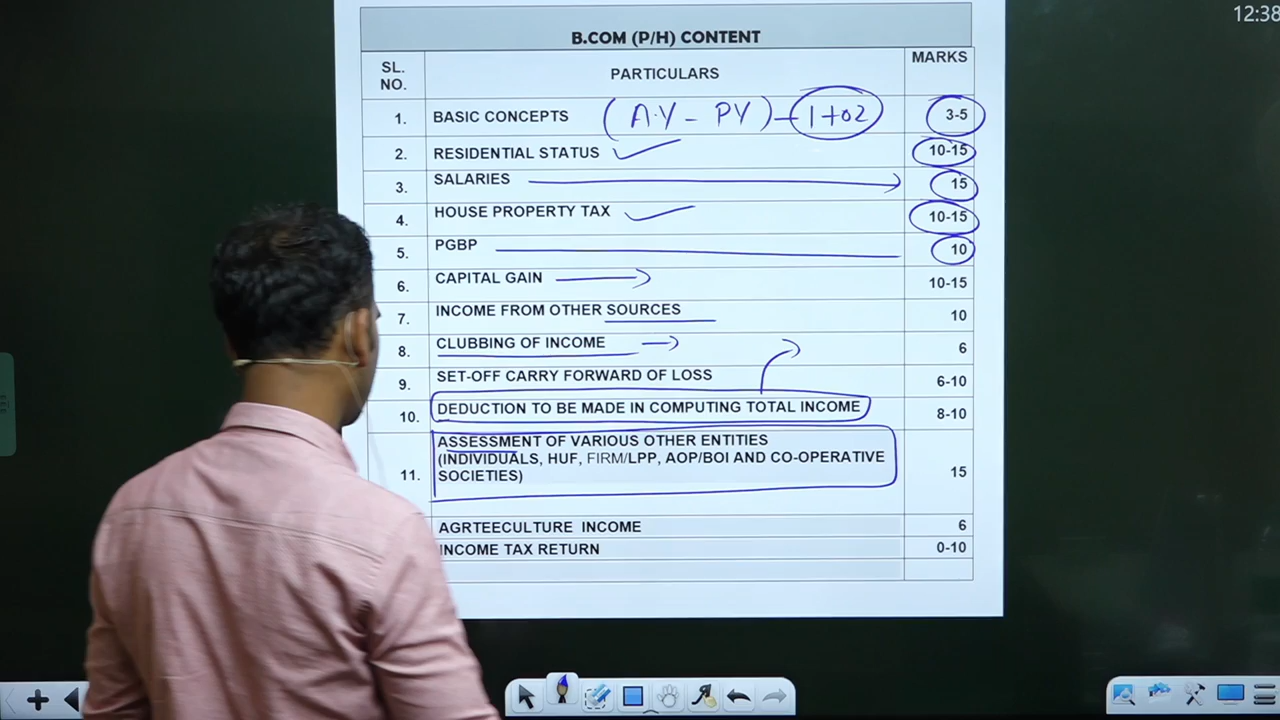 12:38
B.COM (P/H) CONTENT
SL. NO. PARTICULARS MARKS
1. BASIC CONCEPTS (A.Y - PY) - 1 to 2 3-5
2. RESIDENTIAL STATUS 10-15
3. SALARIES 15
4. HOUSE PROPERTY TAX 10-15
5. PGBP 10
6. CAPITAL GAIN 10-15
7. INCOME FROM OTHER SOURCES 10
8. CLUBBING OF INCOME 6
9. SET-OFF CARRY FORWARD OF LOSS 6-10
10. DEDUCTION TO BE MADE IN COMPUTING TOTAL INCOME 8-10
11. ASSESSMENT OF VARIOUS OTHER ENTITIES
(INDIVIDUALS, HUF, FIRM/LPP, AOP/BOI AND CO-OPERATIVE
SOCIETIES) 15
AGRTEECULTURE INCOME 6
INCOME TAX RETURN 0-10